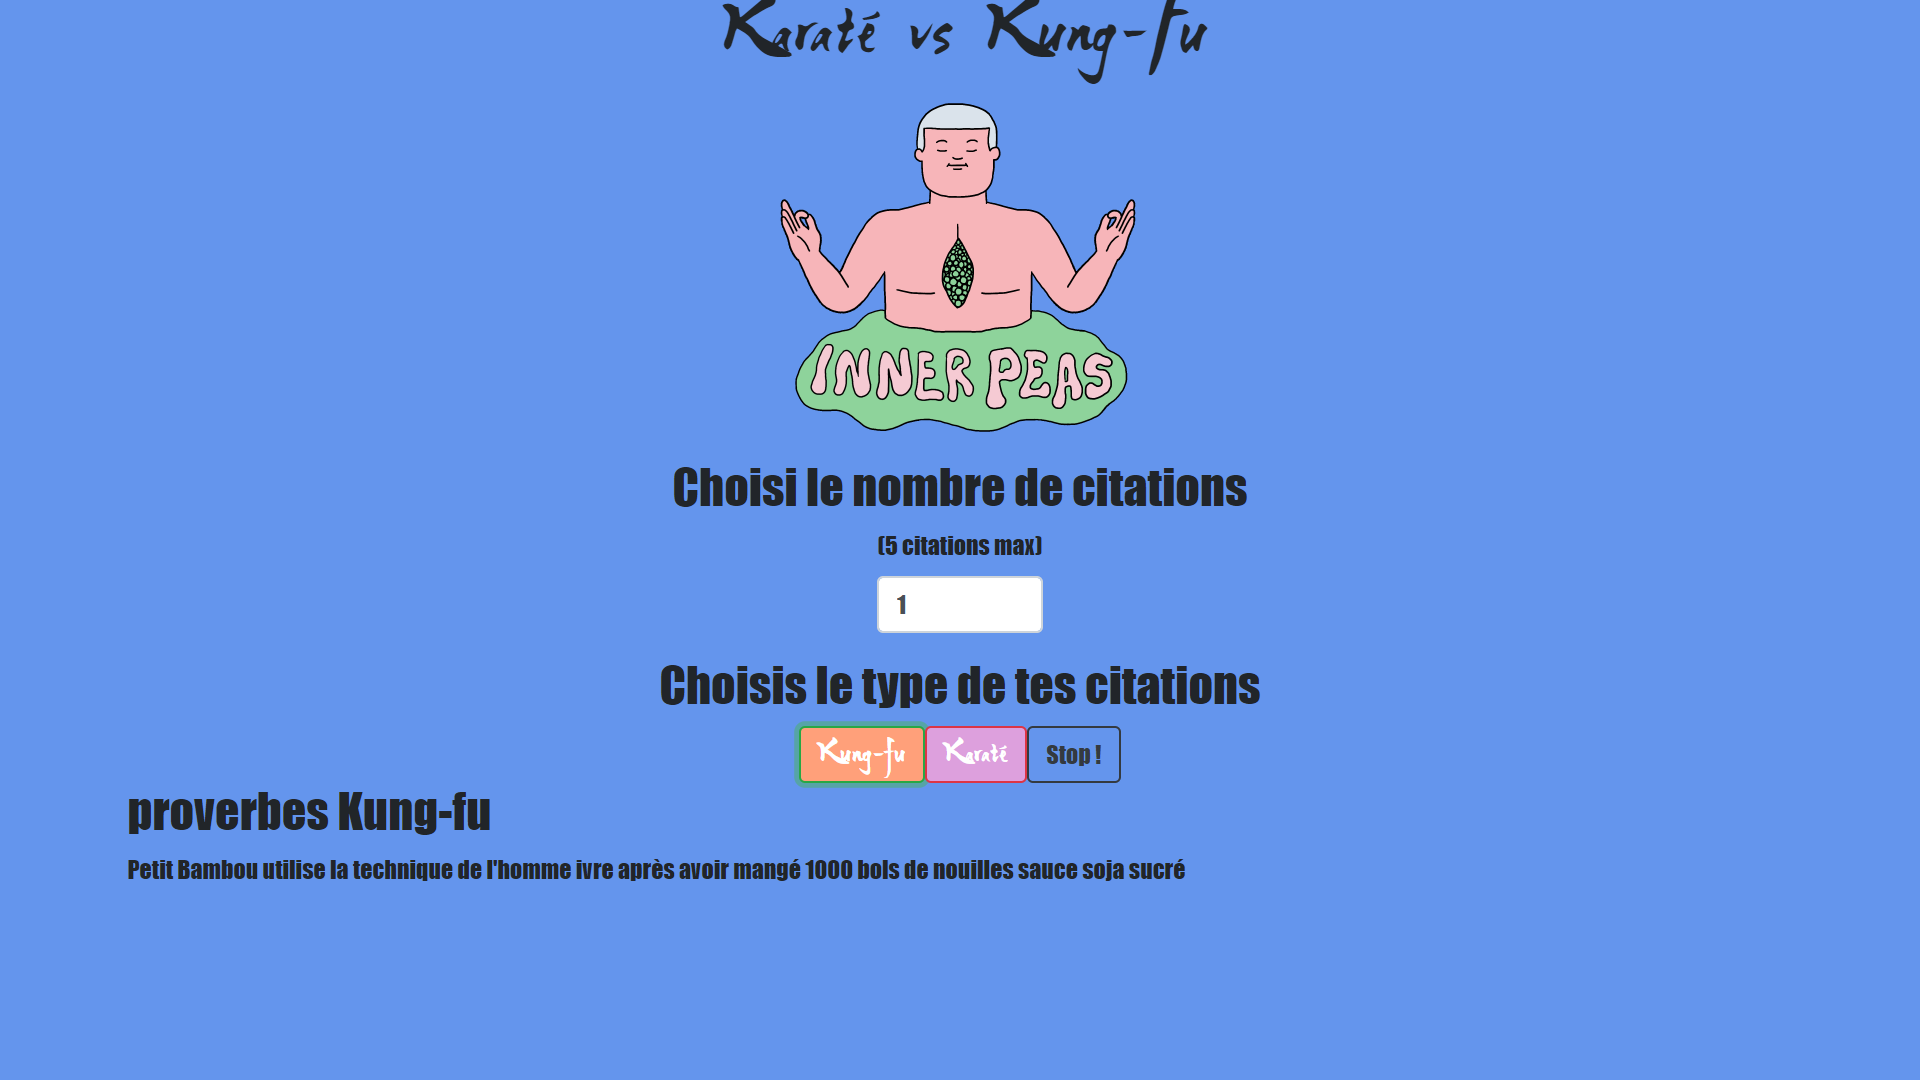 Karaté vs Kung-fu
INNER PEAS
Choisi le nombre de citations
(5 citations max)
1
Choisis le type de tes citations
Kung-fu Karaté Stop !
proverbes Kung-fu
Petit Bambou utilise la technique de l'homme ivre après avoir mangé 1000 bols de nouilles sauce soja sucré